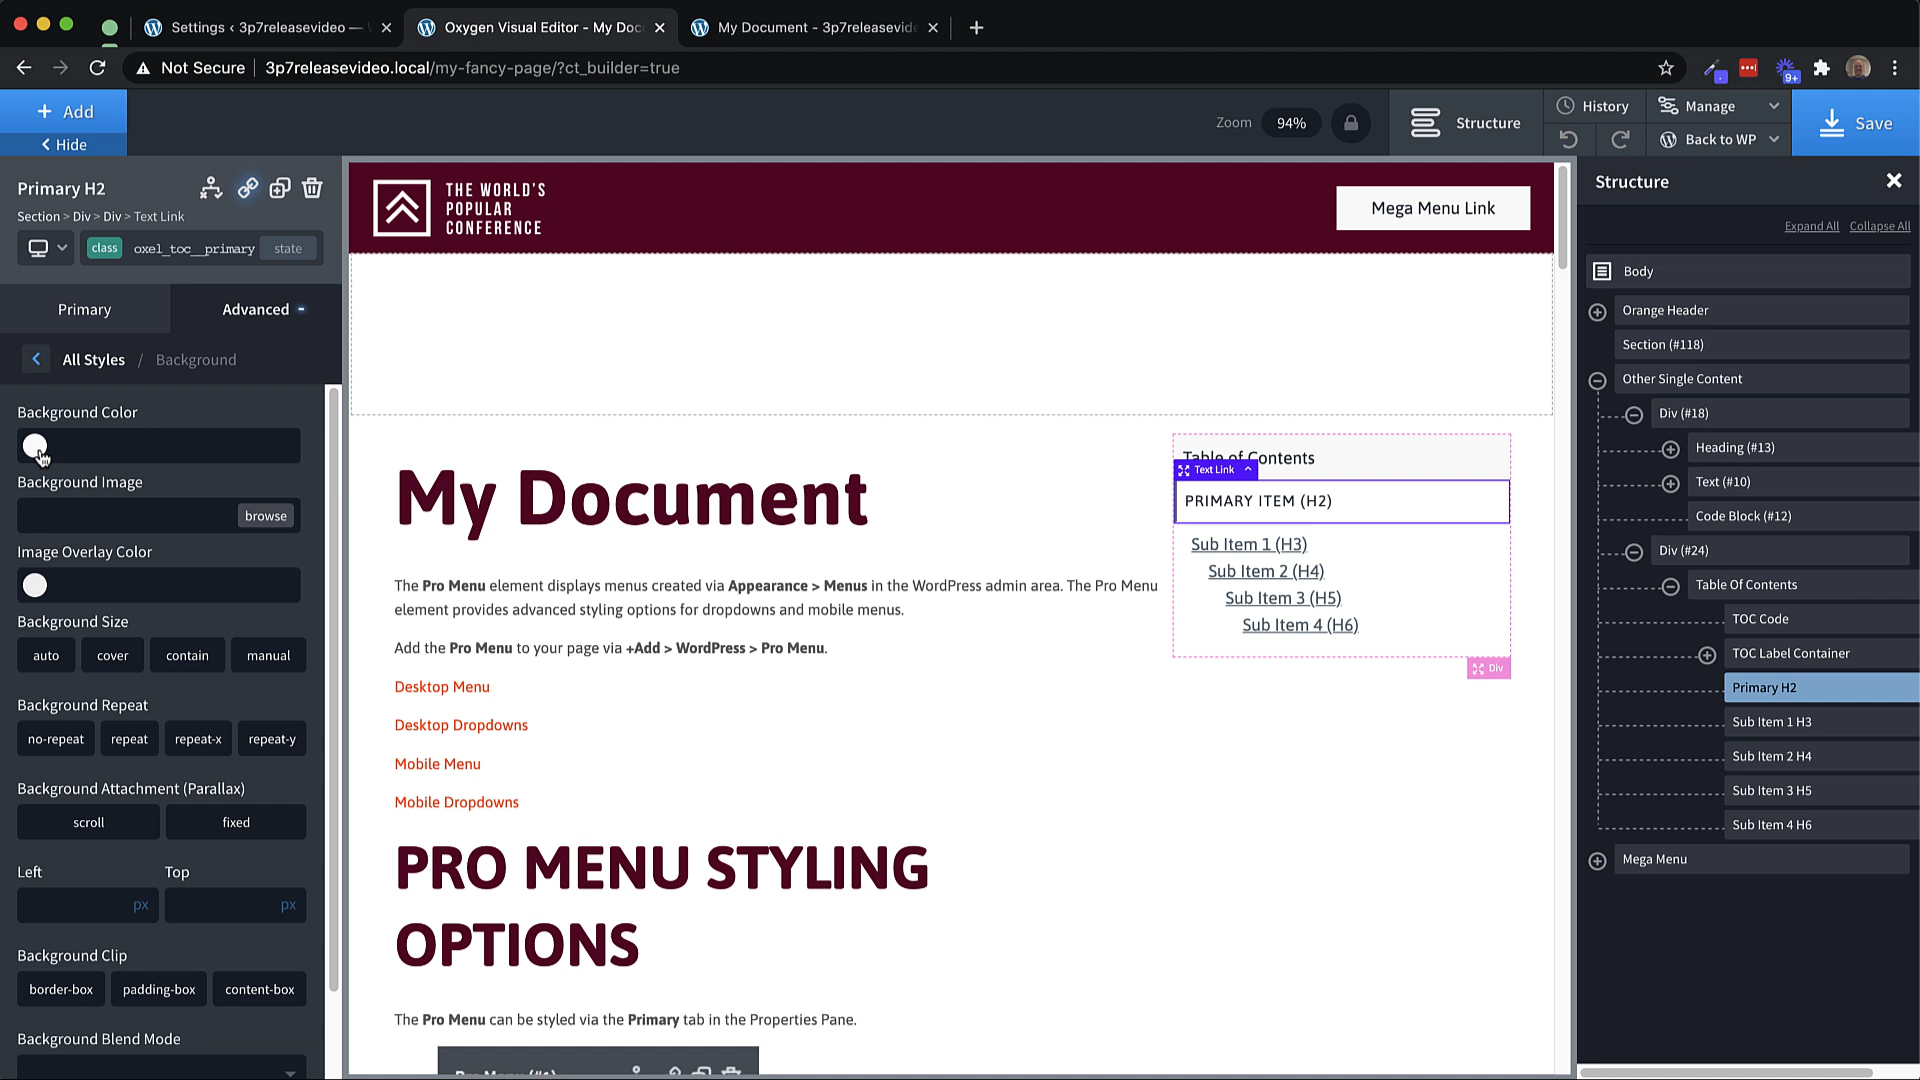 Settings ‹ 3p7releasevideo —
Oxygen Visual Editor - My Doc
My Document - 3p7releasevide
Not Secure
3p7releasevideo.local/my-fancy-page/?ct_builder=true
9+
+ Add
Hide
Zoom
94%
Structure
History
Manage
Back to WP
Save
Primary H2
Section > Div > Div > Text Link
class
oxel_toc__primary
state
Primary
Advanced
All Styles / Background
Background Color
Background Image
browse
Image Overlay Color
Background Size
auto
cover
contain
manual
Background Repeat
no-repeat
repeat
repeat-x
repeat-y
Background Attachment (Parallax)
scroll
fixed
Left
Top
px
px
Background Clip
border-box
padding-box
content-box
Background Blend Mode
THE WORLD'S
POPULAR
CONFERENCE
Mega Menu Link
Table of Contents
Text Link
PRIMARY ITEM (H2)
Sub Item 1 (H3)
Sub Item 2 (H4)
Sub Item 3 (H5)
Sub Item 4 (H6)
Div
My Document
The Pro Menu element displays menus created via Appearance > Menus in the WordPress admin area. The Pro Menu
element provides advanced styling options for dropdowns and mobile menus.
Add the Pro Menu to your page via +Add > WordPress > Pro Menu.
Desktop Menu
Desktop Dropdowns
Mobile Menu
Mobile Dropdowns
PRO MENU STYLING
OPTIONS
The Pro Menu can be styled via the Primary tab in the Properties Pane.
Structure
Expand All
Collapse All
Body
Orange Header
Section (#118)
Other Single Content
Div (#18)
Heading (#13)
Text (#10)
Code Block (#12)
Div (#24)
Table Of Contents
TOC Code
TOC Label Container
Primary H2
Sub Item 1 H3
Sub Item 2 H4
Sub Item 3 H5
Sub Item 4 H6
Mega Menu